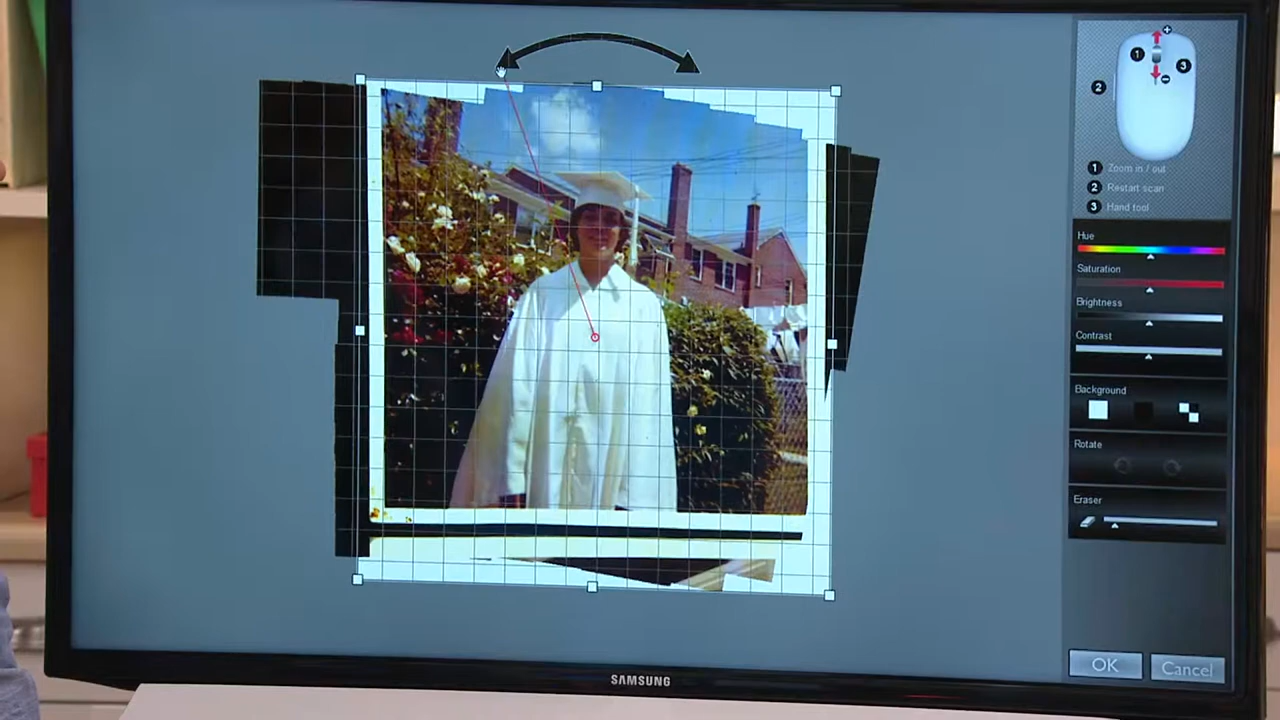 1
3
2
1 Zoom in / out
2 Restart scan
3 Hand tool
Hue
Saturation
Brightness
Contrast
Background
Rotate
Eraser
OK Cancel
SAMSUNG